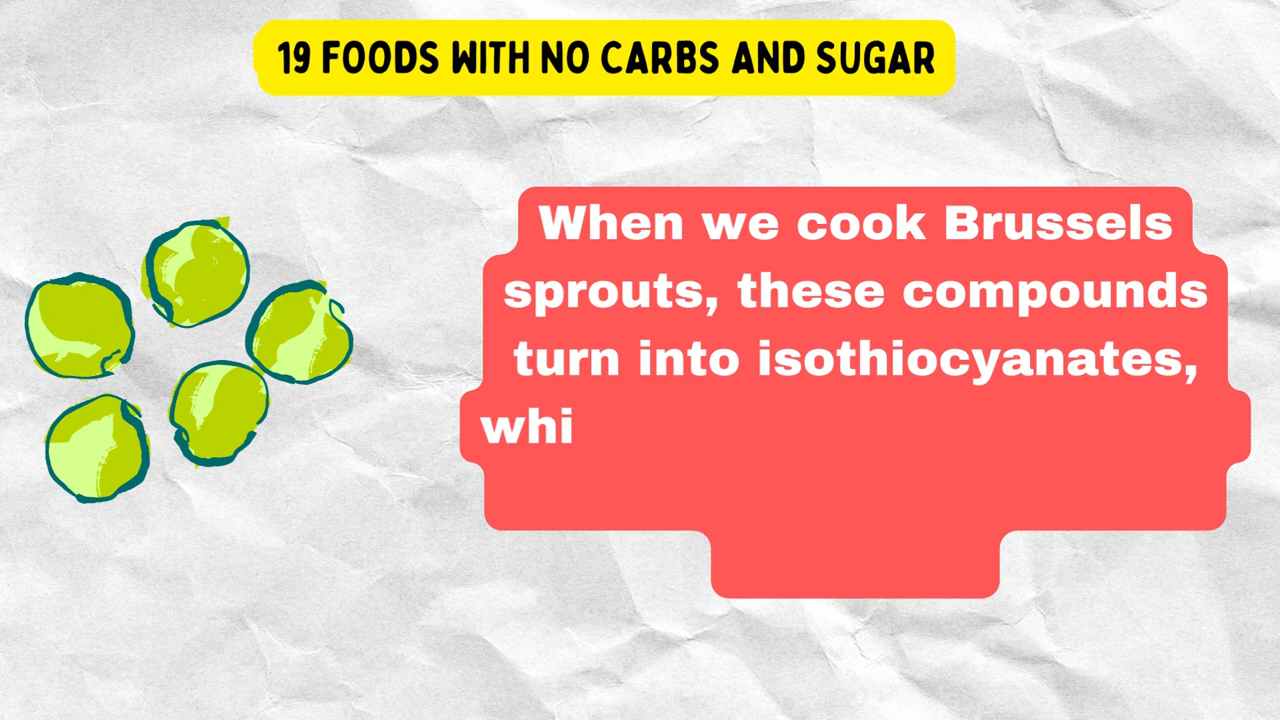 19 FOODS WITH NO CARBS AND SUGAR
When we cook Brussels
sprouts, these compounds
turn into isothiocyanates,
whi